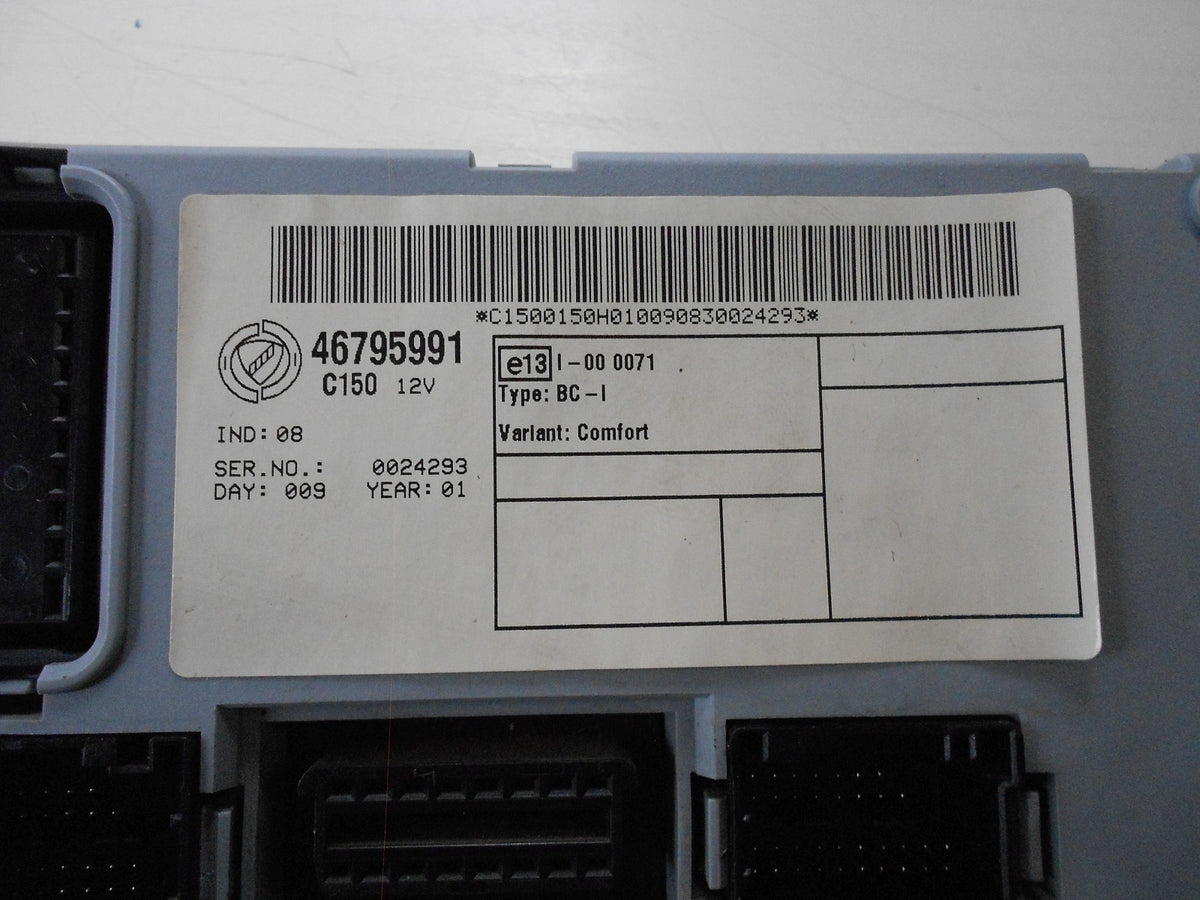 *C1500150H010090830024293*
46795991
C150 12V
IND: 08
SER.NO.: 0024293
DAY: 009 YEAR: 01
e13 I-00 0071
Type: BC-I
Variant: Comfort